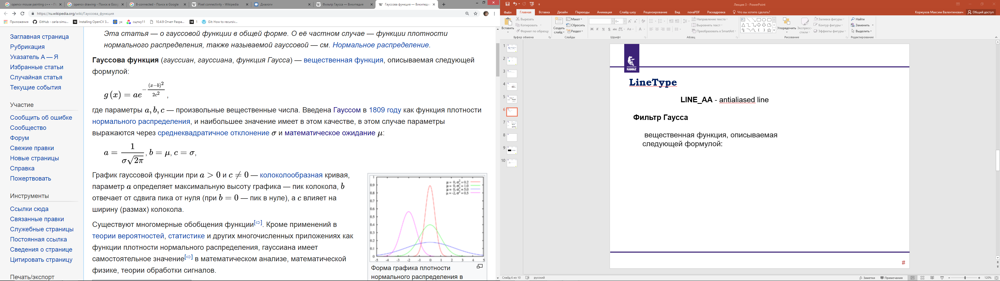 opencv mouse painting c++ - По
opencv drawing - Поиск в Goog
8-connected - Поиск в Google
Pixel connectivity - Wikipedia
Диалоги
Фильтр Гаусса — Википедия
Гауссова функция — Википеди
https://ru.wikipedia.org/wiki/Гауссова_функция
Приложения
GitHub - carla-simu...
Installing OpenCV 3...
ук
сщтму11
10.4.9 Отчет Разра...
1
Git: How to recursiv...
Заглавная страница
Рубрикация
Указатель А — Я
Избранные статьи
Случайная статья
Текущие события
Участие
Сообщить об ошибке
Сообщество
Форум
Свежие правки
Новые страницы
Справка
Пожертвовать
Инструменты
Ссылки сюда
Связанные правки
Служебные страницы
Постоянная ссылка
Сведения о странице
Цитировать страницу
Печать/экспорт
Эта статья — о гауссовой функции в общей форме. О её частном случае — функции плотности
нормального распределения, также называемой гауссовой — см. Нормальное распределение.
Гауссова функция (гауссиан, гауссиана, функция Гаусса) — вещественная функция, описываемая следующей
формулой:
g (x) = ae^{-\frac{(x-b)^2}{2c^2}} ,
где параметры a, b, c — произвольные вещественные числа. Введена Гауссом в 1809 году как функция плотности
нормального распределения, и наибольшее значение имеет в этом качестве, в этом случае параметры
выражаются через среднеквадратичное отклонение σ и математическое ожидание μ:
a = \frac{1}{σ\sqrt{2π}}, b = μ, c = σ,
График гауссовой функции при a > 0 и c ≠ 0 — колоколообразная кривая,
параметр a определяет максимальную высоту графика — пик колокола, b
отвечает от сдвига пика от нуля (при b = 0 — пик в нуле), а c влияет на
ширину (размах) колокола.
Существуют многомерные обобщения функции[⇨]. Кроме применений в
теории вероятностей, статистике и других многочисленных приложениях как
функции плотности нормального распределения, гауссиана имеет
самостоятельное значение[⇨] в математическом анализе, математической
физике, теории обработки сигналов.
μ= 0, σ²=0.2
μ= 0, σ²=1.0
μ= 0, σ²=5.0
μ= -2, σ²=0.5
1
0.9
0.8
0.7
0.6
0.5
0.4
0.3
0.2
0.1
0
-5 -4 -3 -2 -1 0 1 2 3 4 5
Форма графика плотности
нормального распределения в
Лекция 3 - PowerPoint
Файл Главная Вставка Дизайн Переходы Анимация Слайд-шоу Рецензирование Вид novaPDF Раскадровка Что вы хотите сделать?
Коржуков Максим Валентинович Общий доступ
Вставить
Вырезать
Копировать
Формат по образцу
Буфер обмена
Создать слайд
Макет
Сбросить
Раздел
Слайды
6+
Ж К Ч S abc AV Aa A
Шрифт
Направление текста
Выровнять текст
Преобразовать в SmartArt
Абзац
Упорядочить
Экспресс-стили
Заливка фигуры
Контур фигуры
Эффекты фигуры
Рисование
Найти
Заменить
Выделить
Редактирование
1
2
3
4
5
6
7
8
9
10
KAMAZ
LineType
LINE_AA - antialiased line
Фильтр Гаусса
вещественная функция, описываемая
следующей формулой:
#
Слайд 6 из 10
русский
Заметки
Примечания
120%